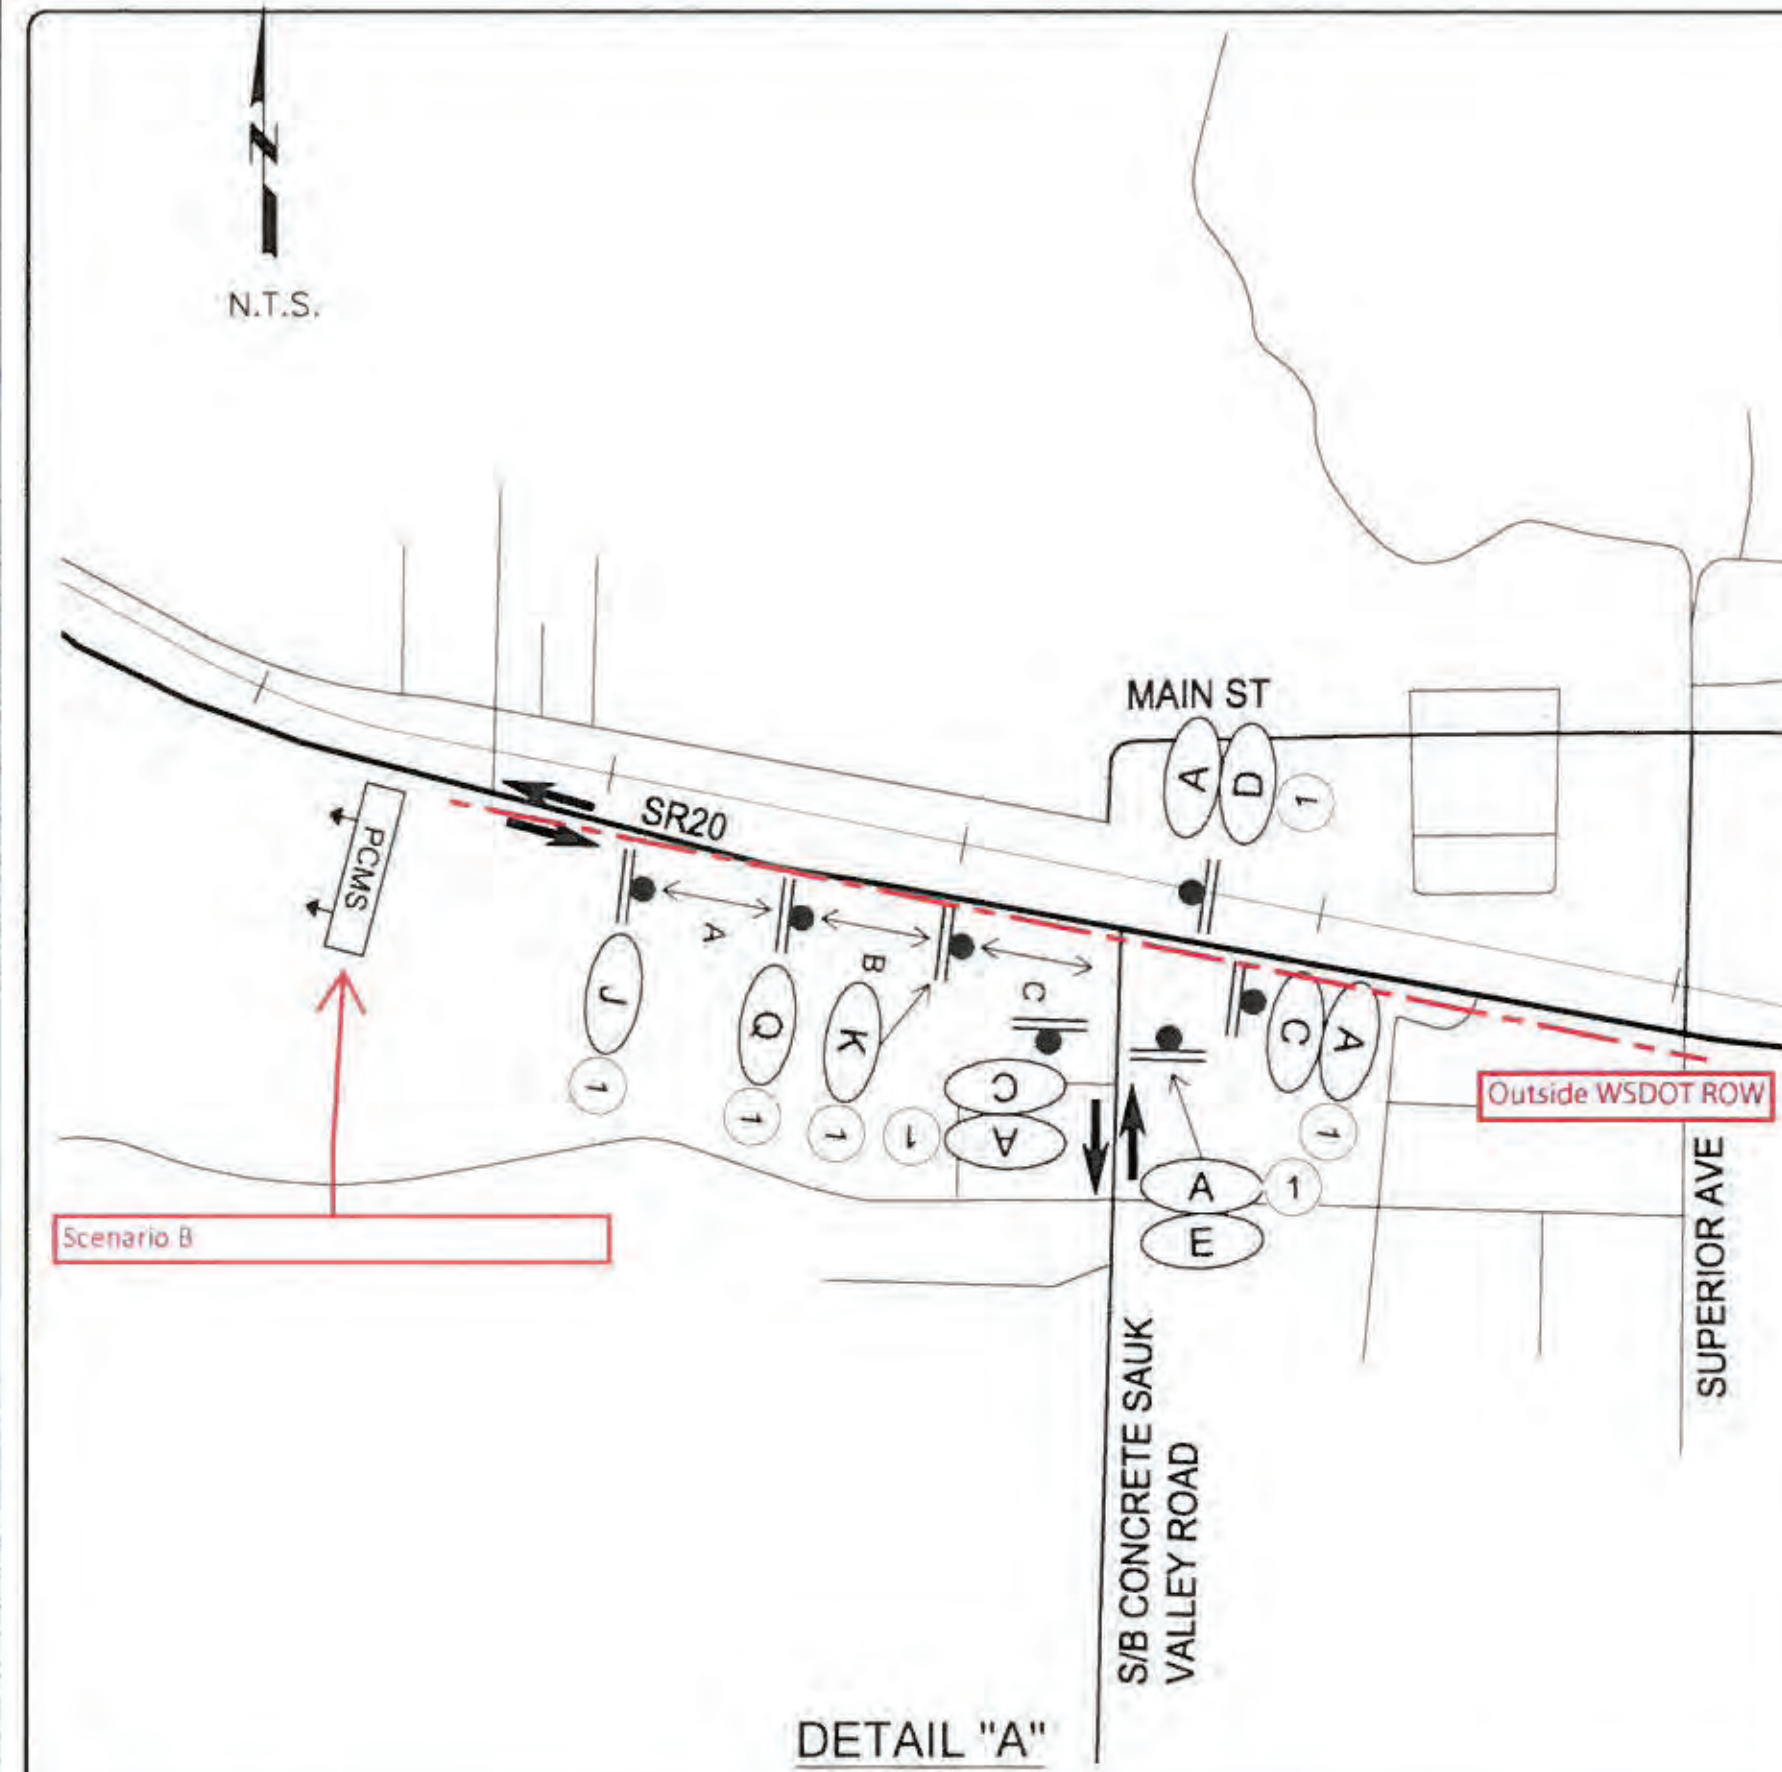 N
N.T.S.
MAIN ST
A
D
1
SR20
PCMS
A
B
C
J
Q
K
C
A
C
A
1
1
1
1
1
A
1
E
Outside WSDOT ROW
Scenario B
SUPERIOR AVE
S/B CONCRETE SAUK
VALLEY ROAD
DETAIL "A"